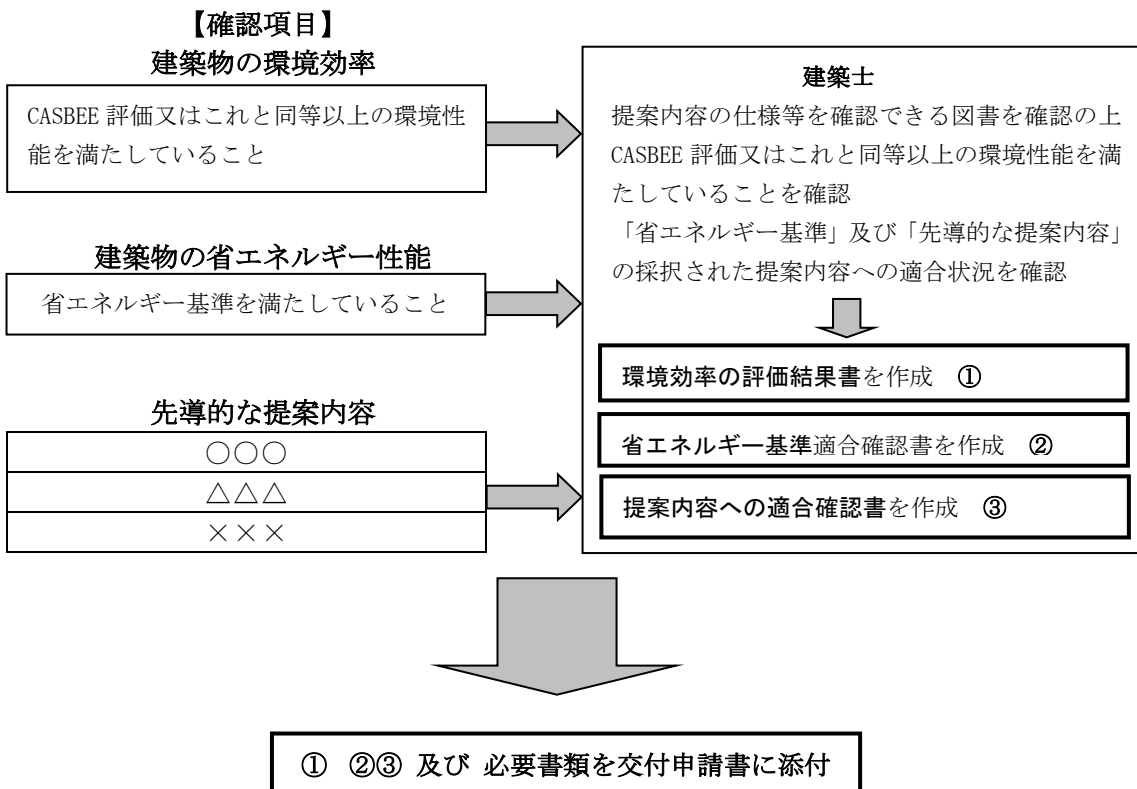 【確認項目】
建築物の環境効率
CASBEE 評価又はこれと同等以上の環境性
能を満たしていること
建築物の省エネルギー性能
省エネルギー基準を満たしていること
先導的な提案内容
○○○
△△△
×××
建築士
提案内容の仕様等を確認できる図書を確認の上
CASBEE 評価又はこれと同等以上の環境性能を満
たしていることを確認
「省エネルギー基準」及び「先導的な提案内容」
の採択された提案内容への適合状況を確認
環境効率の評価結果書を作成 ①
省エネルギー基準適合確認書を作成 ②
提案内容への適合確認書を作成 ③
① ②③ 及び 必要書類を交付申請書に添付